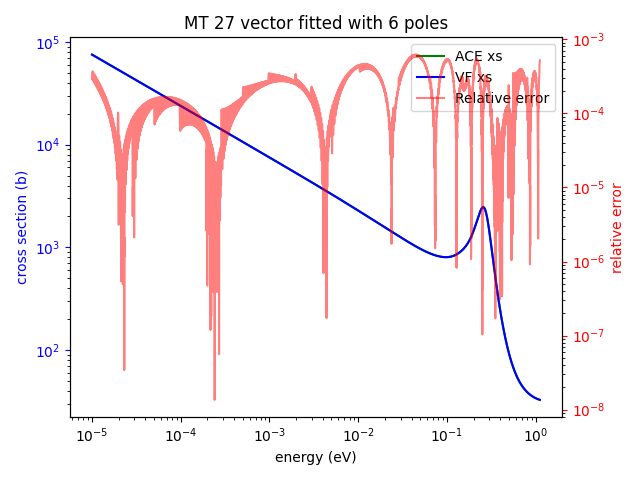 MT 27 vector fitted with 6 poles
ACE xs
VF xs
Relative error
cross section (b)
relative error
energy (eV)
10^5
10^4
10^3
10^2
10^-3
10^-4
10^-5
10^-6
10^-7
10^-8
10^-5 10^-4 10^-3 10^-2 10^-1 10^0